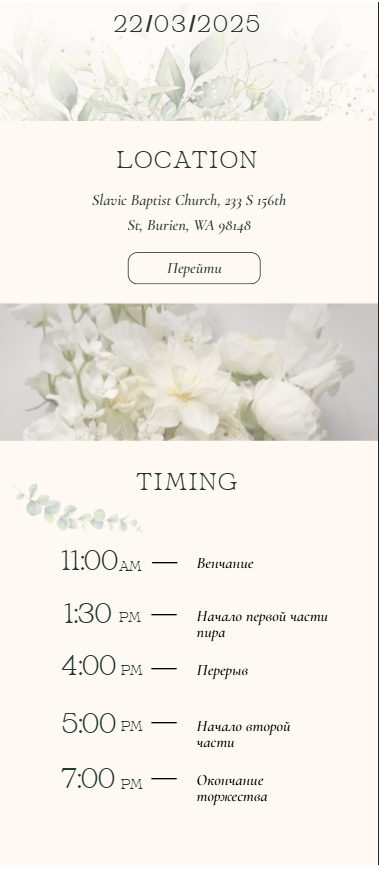 22/03/2025
LOCATION
Slavic Baptist Church, 233 S 156th
St, Burien, WA 98148
Перейти
TIMING
11:00 AM — Венчание
1:30 PM — Начало первой части
пира
4:00 PM — Перерыв
5:00 PM — Начало второй
части
7:00 PM — Окончание
торжества